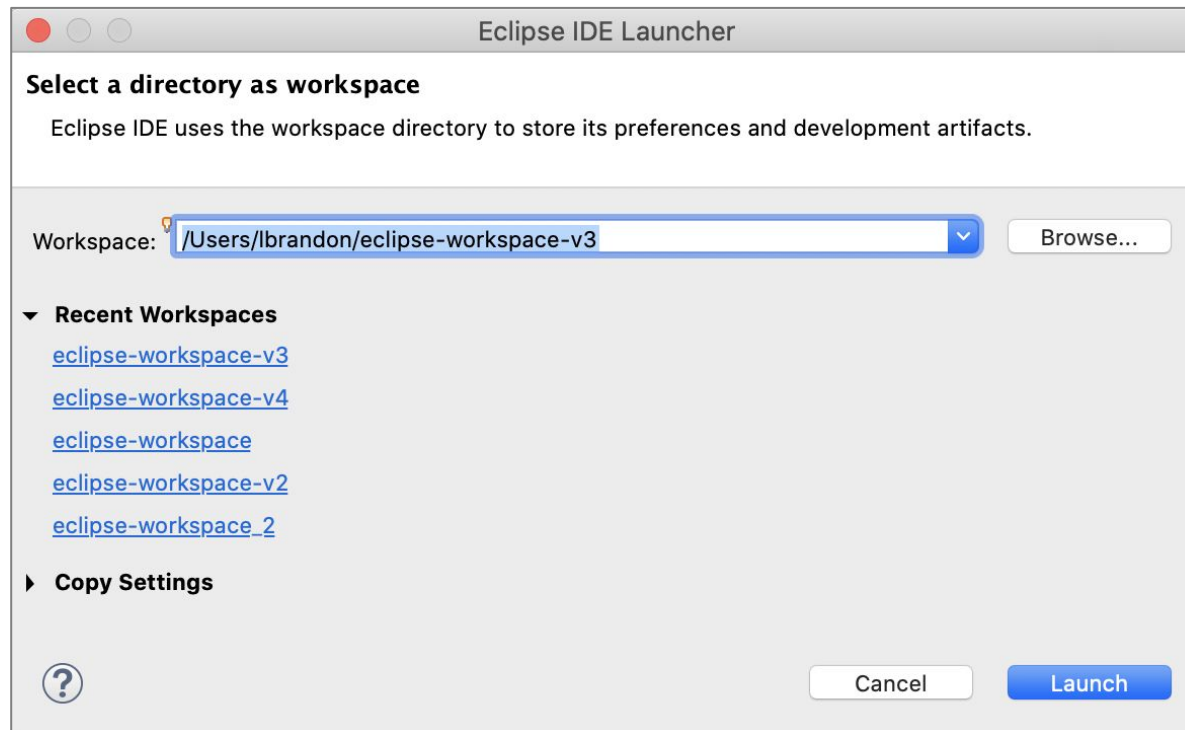 Eclipse IDE Launcher
Select a directory as workspace
Eclipse IDE uses the workspace directory to store its preferences and development artifacts.
Workspace: /Users/lbrandon/eclipse-workspace-v3 Browse...
Recent Workspaces
eclipse-workspace-v3
eclipse-workspace-v4
eclipse-workspace
eclipse-workspace-v2
eclipse-workspace_2
Copy Settings
? Cancel Launch